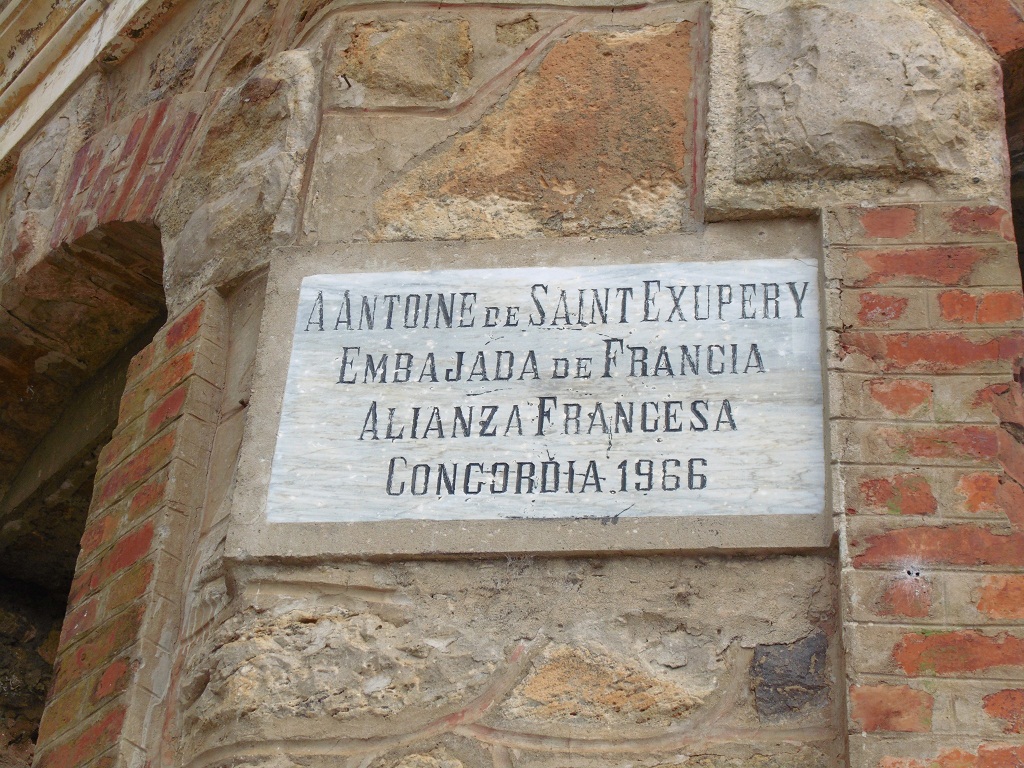 A ANTOINE DE SAINT EXUPERY
EMBAJADA DE FRANCIA
ALIANZA FRANCESA
CONCORDIA. 1966